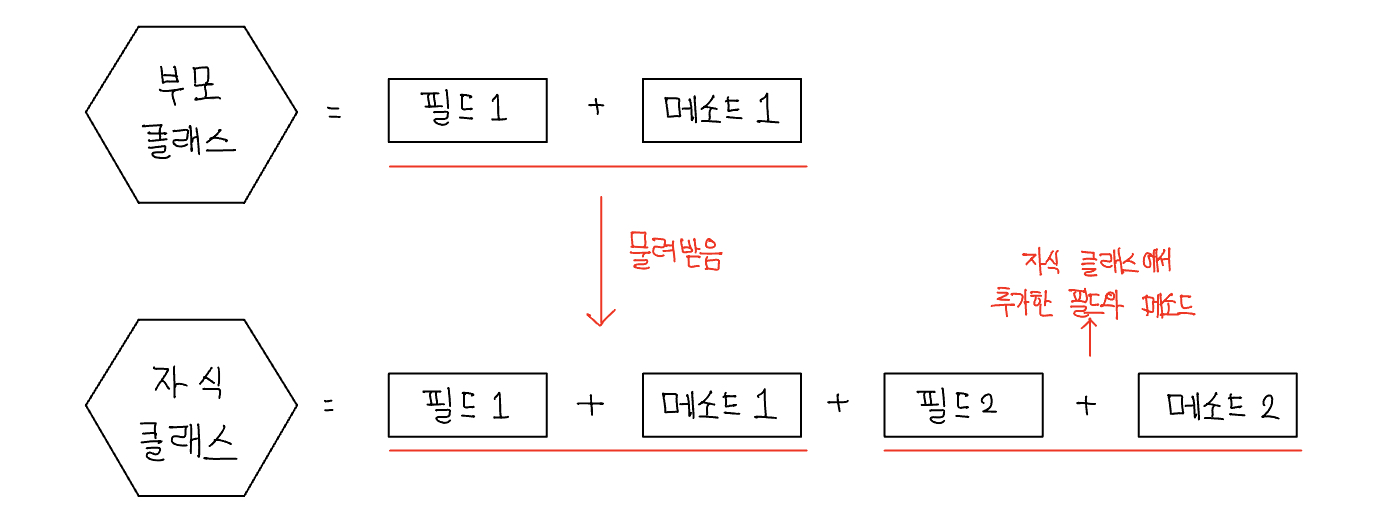 부모
클래스
= 필드 1 + 메소드 1
물려받음
자식 클래스에서
추가한 필드와 메소드
자식
클래스
= 필드 1 + 메소드 1 + 필드 2 + 메소드 2